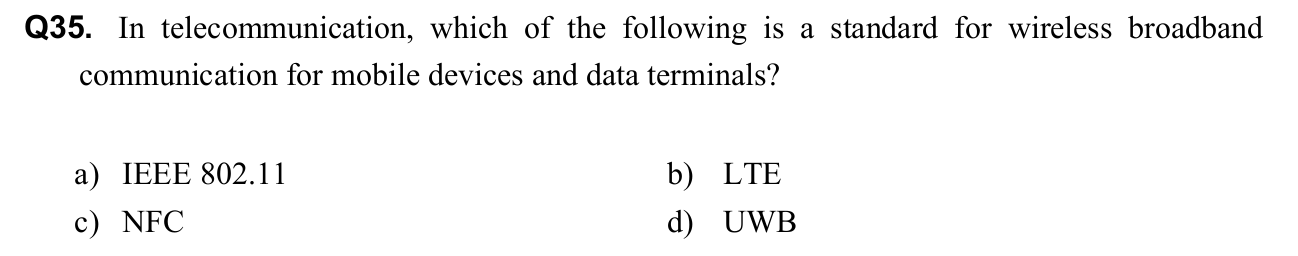 Q35. In telecommunication, which of the following is a standard for wireless broadband
communication for mobile devices and data terminals?
a) IEEE 802.11 b) LTE
c) NFC d) UWB